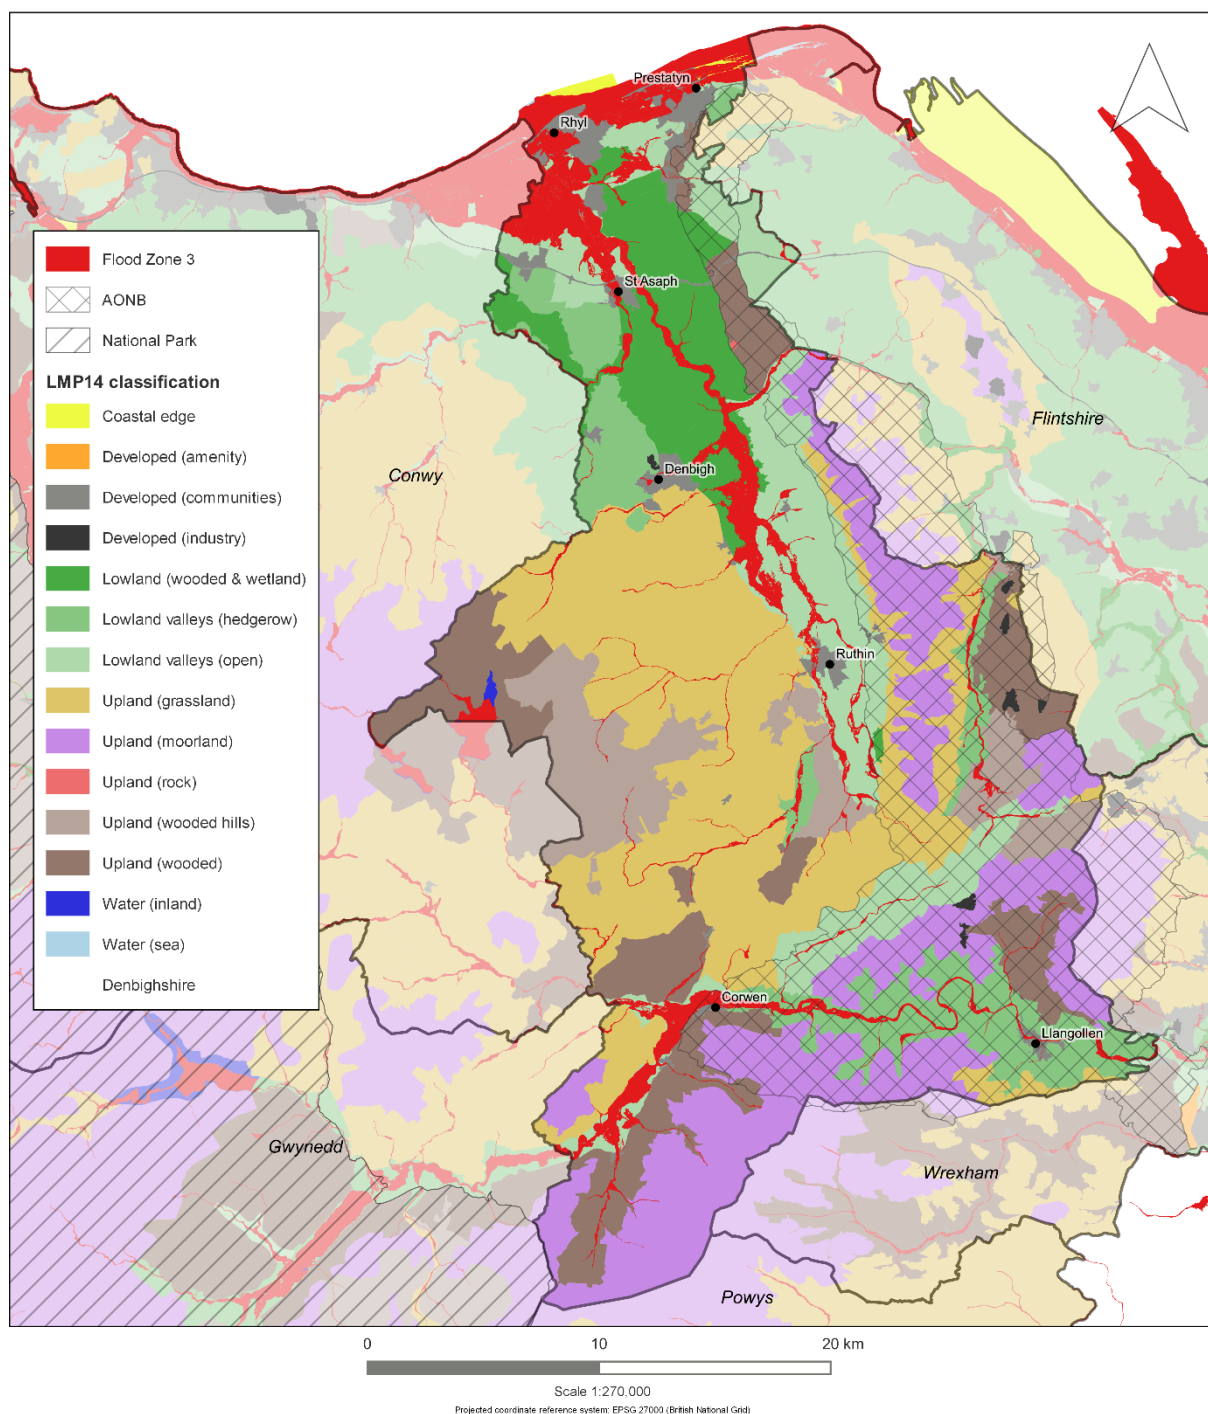 Prestatyn
Rhyl
St Asaph
Flintshire
Conwy
Denbigh
Ruthin
Corwen
Llangollen
Gwynedd
Wrexham
Powys
Flood Zone 3
AONB
National Park
LMP14 classification
Coastal edge
Developed (amenity)
Developed (communities)
Developed (industry)
Lowland (wooded & wetland)
Lowland valleys (hedgerow)
Lowland valleys (open)
Upland (grassland)
Upland (moorland)
Upland (rock)
Upland (wooded hills)
Upland (wooded)
Water (inland)
Water (sea)
Denbighshire
0 10 20 km
Scale 1:270,000
Projected coordinate reference system: EPSG 27000 (British National Grid)